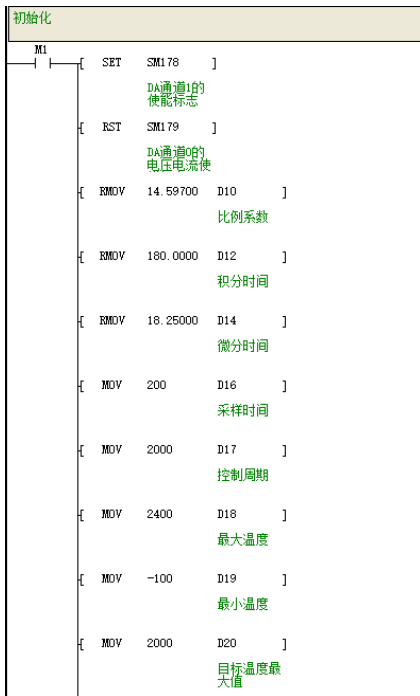 初始化
M1
[ SET SM178 ]
DA通道1的
使能标志
[ RST SM179 ]
DA通道0的
电压电流使
[ RMOV 14.59700 D10 ]
比例系数
[ RMOV 180.0000 D12 ]
积分时间
[ RMOV 18.25000 D14 ]
微分时间
[ MOV 200 D16 ]
采样时间
[ MOV 2000 D17 ]
控制周期
[ MOV 2400 D18 ]
最大温度
[ MOV -100 D19 ]
最小温度
[ MOV 2000 D20 ]
目标温度最
大值